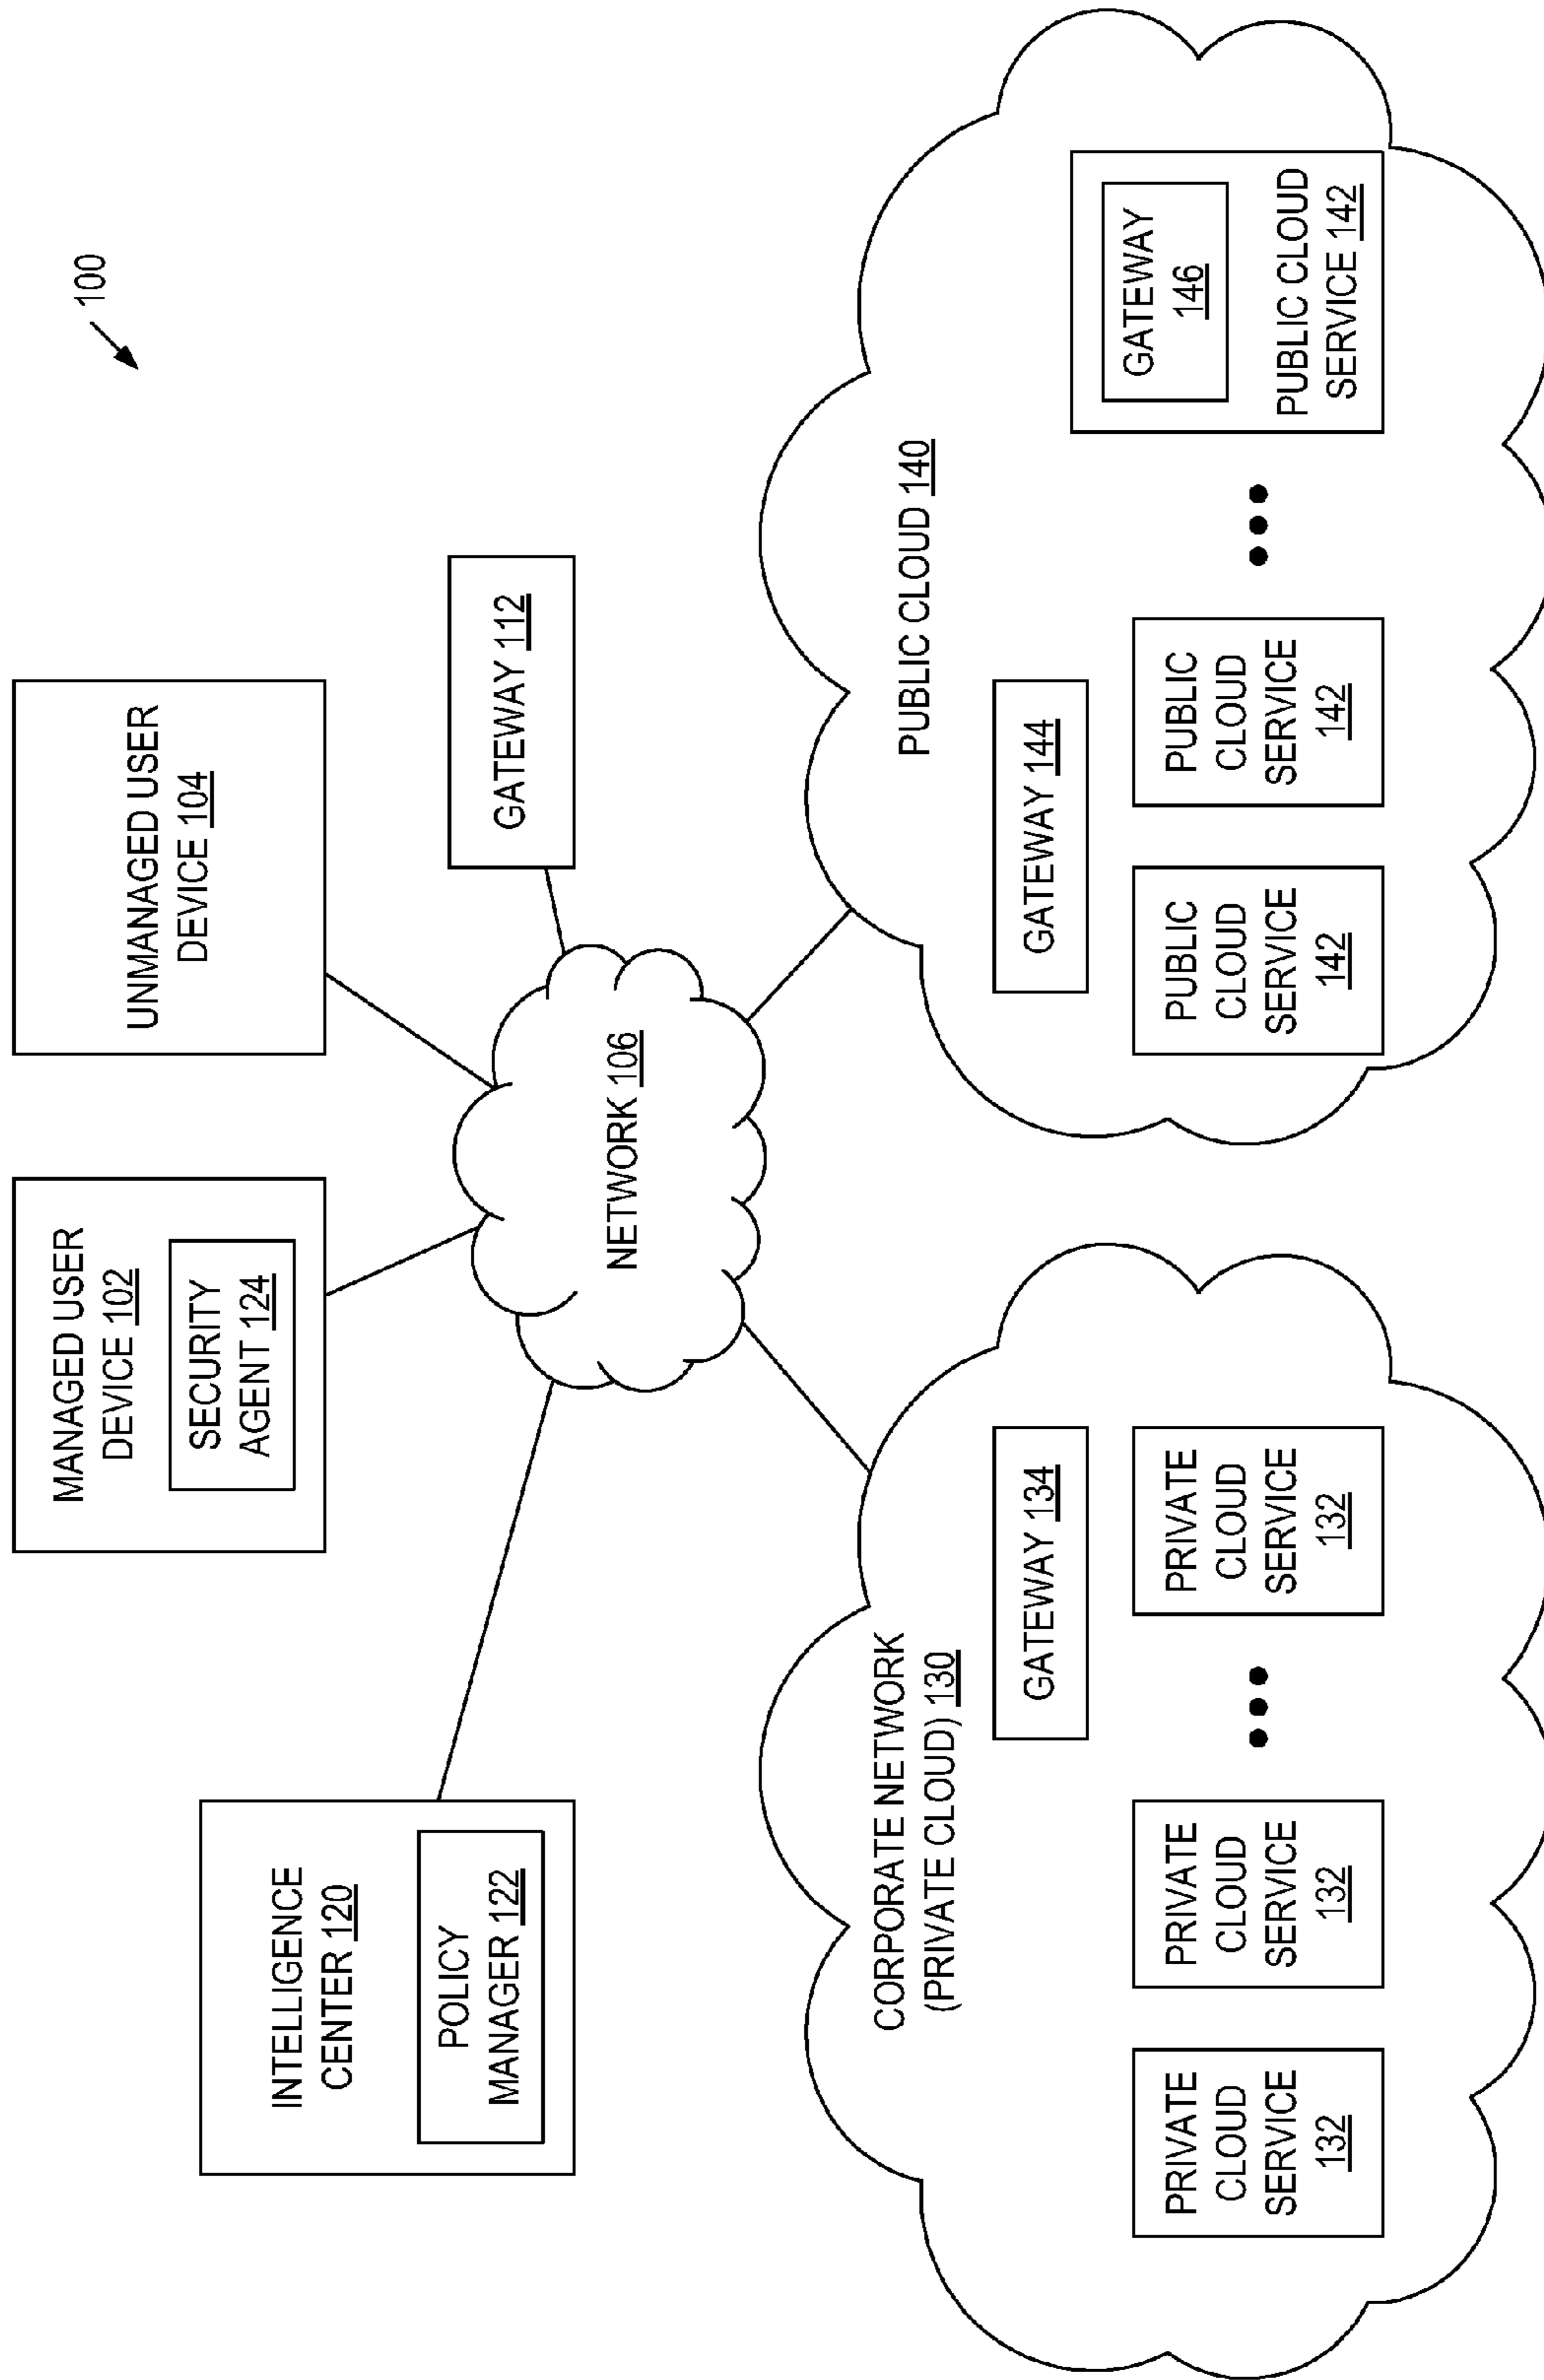 100
INTELLIGENCE
CENTER 120
POLICY
MANAGER 122
MANAGED USER
DEVICE 102
SECURITY
AGENT 124
UNMANAGED USER
DEVICE 104
GATEWAY 112
NETWORK 106
CORPORATE NETWORK
(PRIVATE CLOUD) 130
GATEWAY 134
PRIVATE
CLOUD
SERVICE
132
PRIVATE
CLOUD
SERVICE
132
PRIVATE
CLOUD
SERVICE
132
PUBLIC CLOUD 140
GATEWAY 144
PUBLIC
CLOUD
SERVICE
142
PUBLIC
CLOUD
SERVICE
142
GATEWAY
146
PUBLIC CLOUD
SERVICE 142